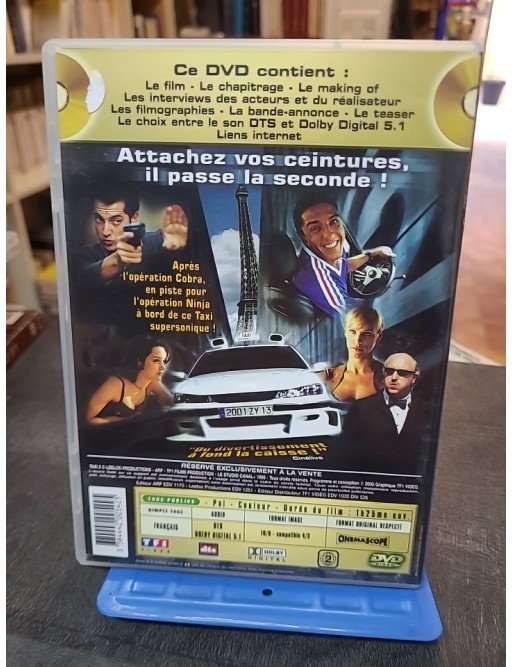 Ce DVD contient :
Le film - Le chapitrage - Le making of
Les interviews des acteurs et du réalisateur
Les filmographies - La bande-annonce - Le teaser
Le choix entre le son DTS et Dolby Digital 5.1
Liens internet
Attachez vos ceintures,
il passe la seconde !
Après
l'opération Cobra,
en piste pour
l'opération Ninja
à bord de ce Taxi
supersonique !
TAXI
2001 ZY 13
"Du divertissement
à fond la caisse !"
Cinélive
RÉSERVÉ EXCLUSIVEMENT À LA VENTE
TOUS PUBLICS
- Pal - Couleur - Durée du film : 1h25mn env
SIMPLE FACE
AUDIO
FORMAT IMAGE
FORMAT ORIGINAL RESPECTÉ
FRANÇAIS
DTS
DOLBY DIGITAL 5.1
16/9 - compatible 4/3
CINEMASCOPE
TF1
VIDEO
dts
DOLBY
DIGITAL
2
DVD
VIDEO